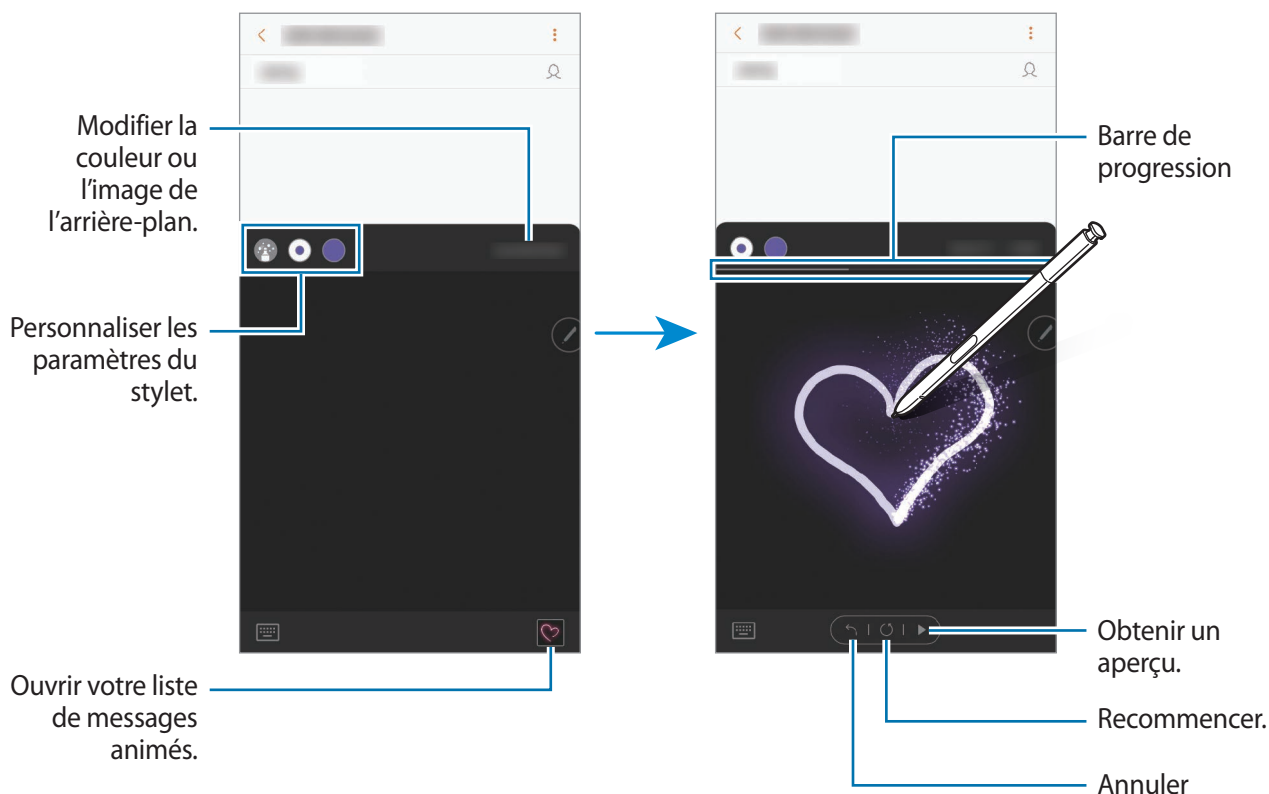 Modifier la
couleur ou
l'image de
l'arrière-plan.
Personnaliser les
paramètres du
stylet.
Ouvrir votre liste
de messages
animés.
Barre de
progression
Obtenir un
aperçu.
Recommencer.
Annuler